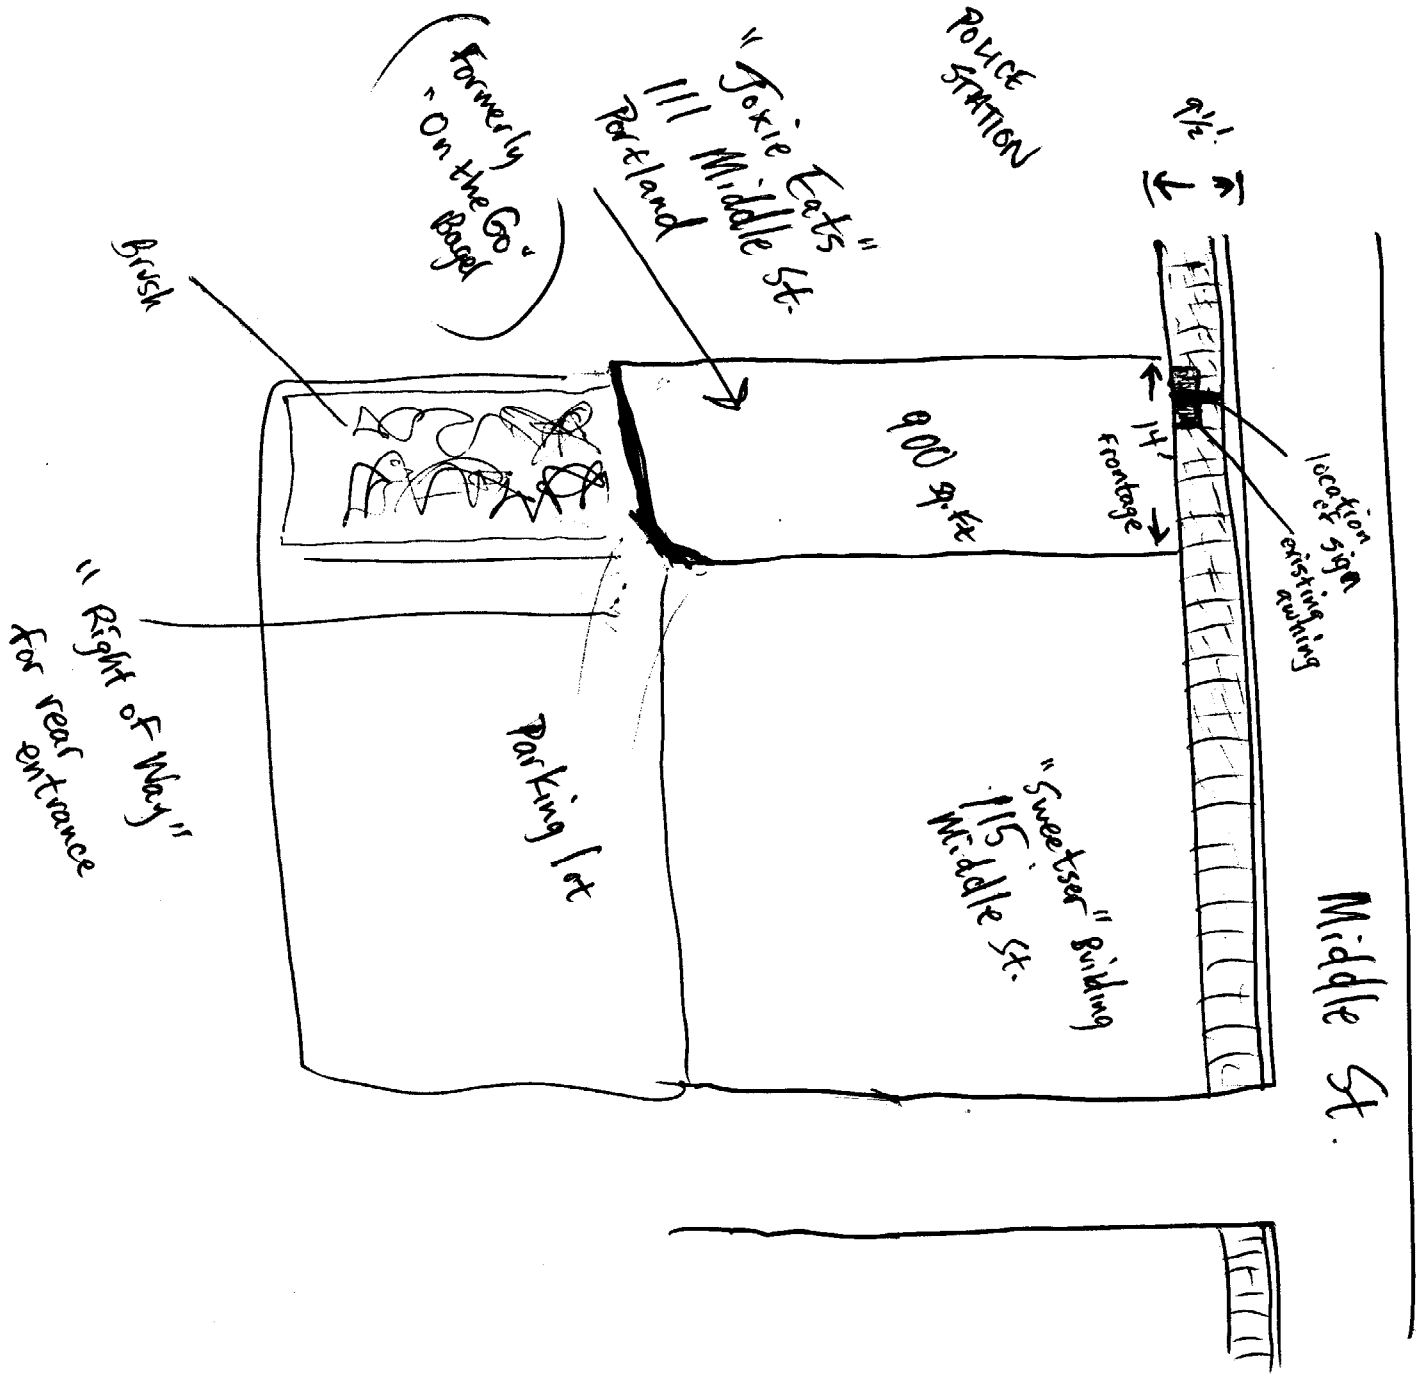 POLICE
STATION
9½'
"Joxie Eats"
111 Middle St.
Portland
Formerly
"On the Go"
Bagel
Brush
900 sq. Ft
14'
Frontage
location
of sign
existing
awning
"Right of Way"
for rear
entrance
Parking lot
"Sweetser" Building
115
Middle St.
Middle St.